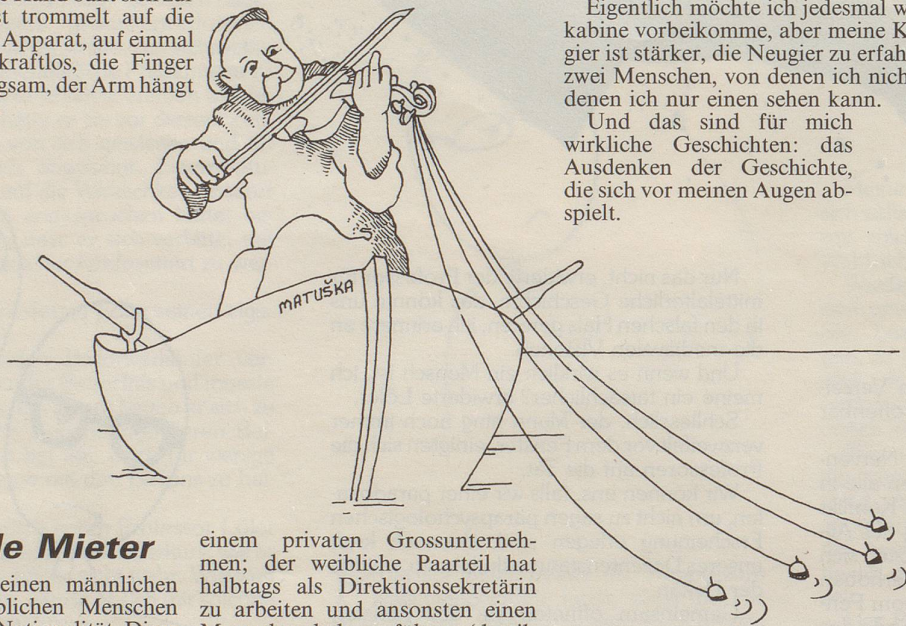 st trommelt auf die
Apparat, auf einmal
kraftlos, die Finger
gsam, der Arm hängt
Eigentlich möchte ich jedesmal w
kabine vorbeikomme, aber meine K
gier ist stärker, die Neugier zu erfah
zwei Menschen, von denen ich nich
denen ich nur einen sehen kann.
Und das sind für mich
wirkliche Geschichten: das
Ausdenken der Geschichte,
die sich vor meinen Augen ab-
spielt.
MATUŠKA
le Mieter
einen männlichen
blichen Menschen
einem privaten Grossunterneh-
men; der weibliche Paarteil hat
halbtags als Direktionssekretärin
zu arbeiten und ansonsten einen